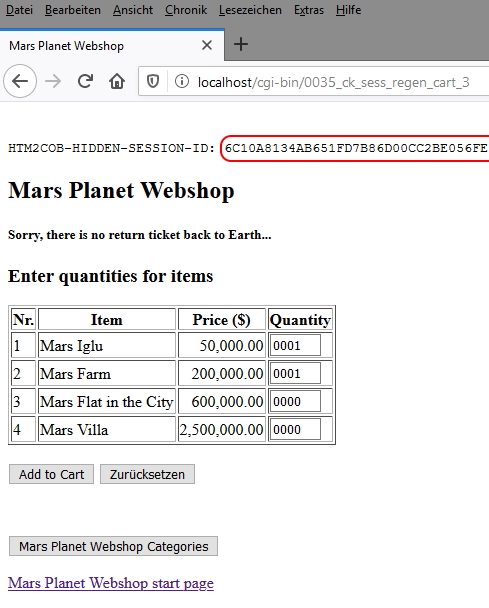 Datei Bearbeiten Ansicht Chronik Lesezeichen Extras Hilfe
Mars Planet Webshop
localhost/cgi-bin/0035_ck_sess_regen_cart_3
HTM2COB-HIDDEN-SESSION-ID: 6C10A8134AB651FD7B86D00CC2BE056FE
Mars Planet Webshop
Sorry, there is no return ticket back to Earth...
Enter quantities for items
Nr. Item Price ($) Quantity
1 Mars Iglu 50,000.00 0001
2 Mars Farm 200,000.00 0001
3 Mars Flat in the City 600,000.00 0000
4 Mars Villa 2,500,000.00 0000
Add to Cart Zurücksetzen
Mars Planet Webshop Categories
Mars Planet Webshop start page